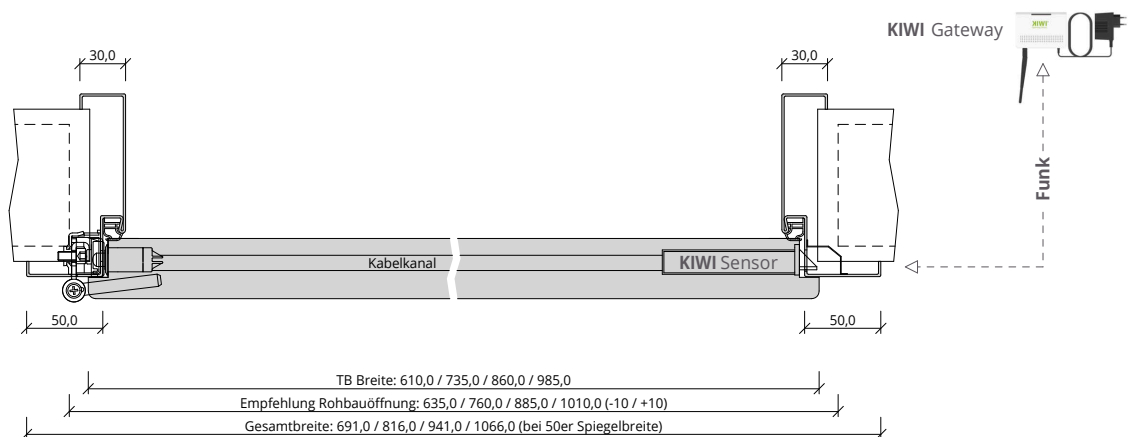 KIWI
KIWI Gateway
30,0
30,0
Funk
Kabelkanal
KIWI Sensor
50,0
50,0
TB Breite: 610,0 / 735,0 / 860,0 / 985,0
Empfehlung Rohbauöffnung: 635,0 / 760,0 / 885,0 / 1010,0 (-10 / +10)
Gesamtbreite: 691,0 / 816,0 / 941,0 / 1066,0 (bei 50er Spiegelbreite)